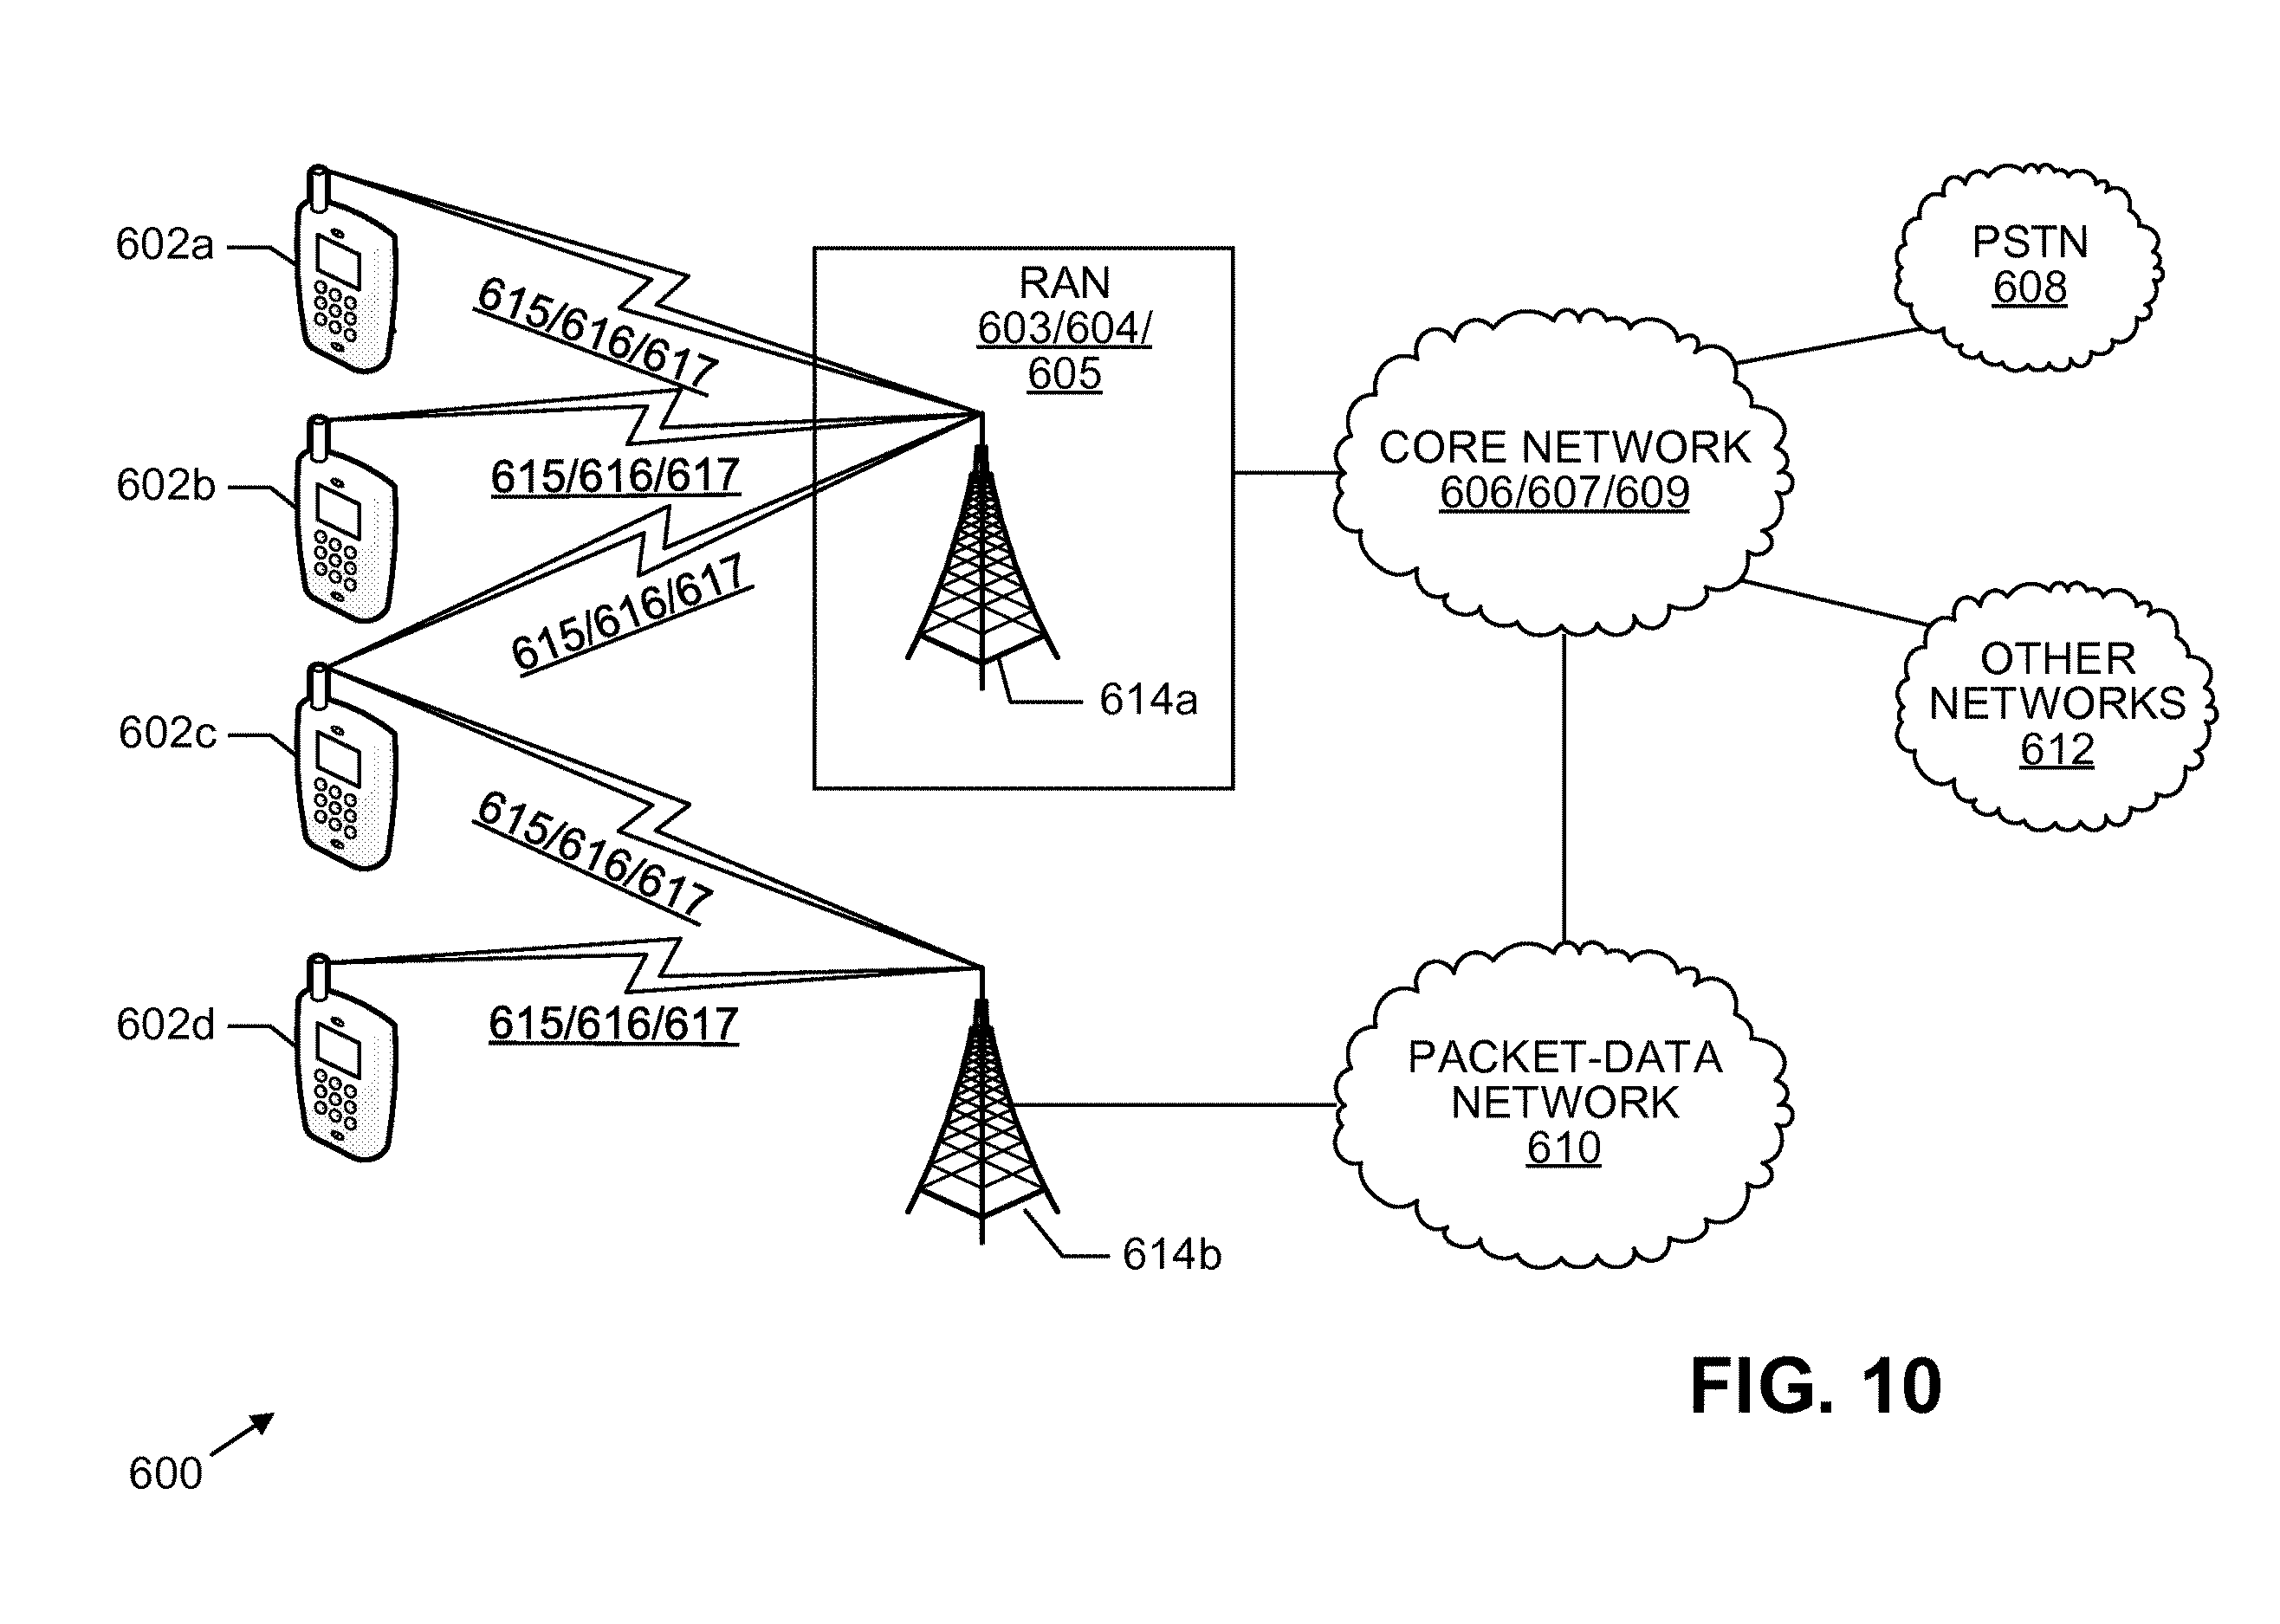 602a
615/616/617
RAN
603/604/
605
PSTN
608
602b
615/616/617
CORE NETWORK
606/607/609
615/616/617
602c
614a
OTHER
NETWORKS
612
615/616/617
602d
615/616/617
PACKET-DATA
NETWORK
610
614b
FIG. 10
600